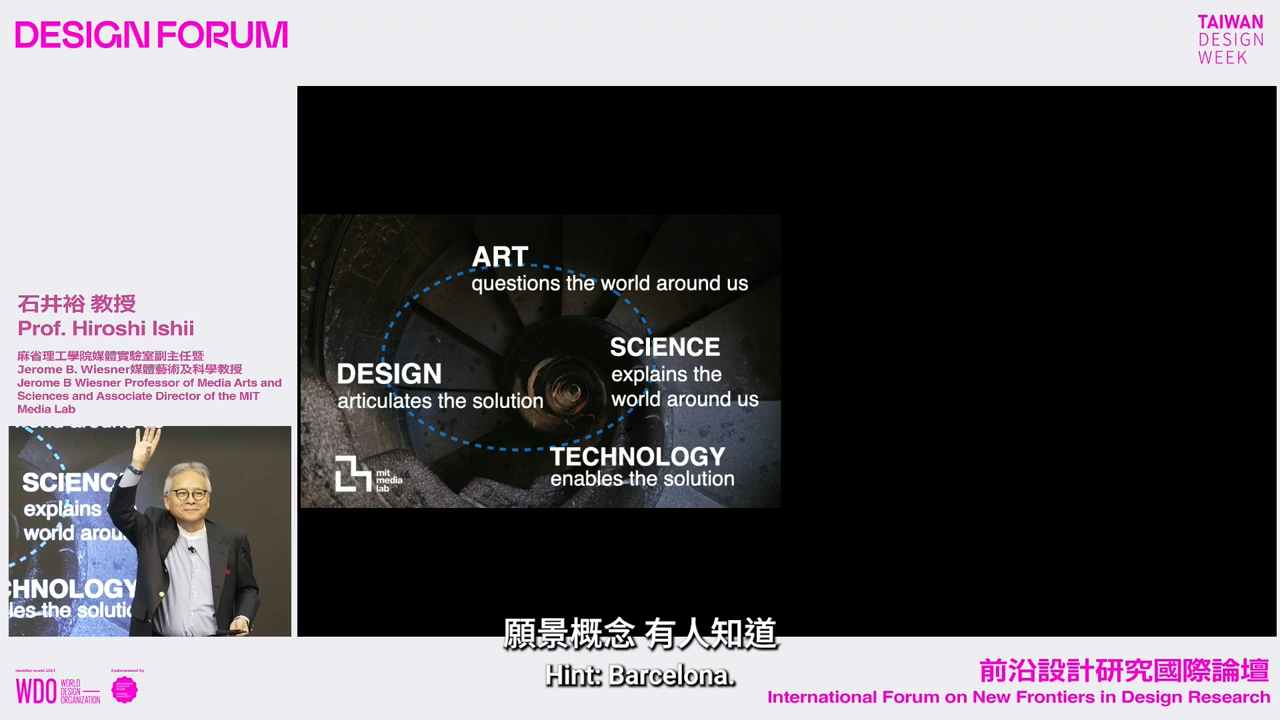 DESIGN FORUM
TAIWAN
DESIGN
WEEK
石井裕 教授
Prof. Hiroshi Ishii
麻省理工學院媒體實驗室副主任暨
Jerome B. Wiesner媒體藝術及科學教授
Jerome B Wiesner Professor of Media Arts and
Sciences and Associate Director of the MIT
Media Lab
ART
questions the world around us
SCIENCE
explains the
world around us
DESIGN
articulates the solution
TECHNOLOGY
enables the solution
mit
media
lab
SCIENC
explains
world arou
CHNOLOGY
les the soluti
願景概念 有人知道
Hint: Barcelona.
member event 2023
WDO WORLD
DESIGN
ORGANIZATION
Endorsement by
前沿設計研究國際論壇
International Forum on New Frontiers in Design Research